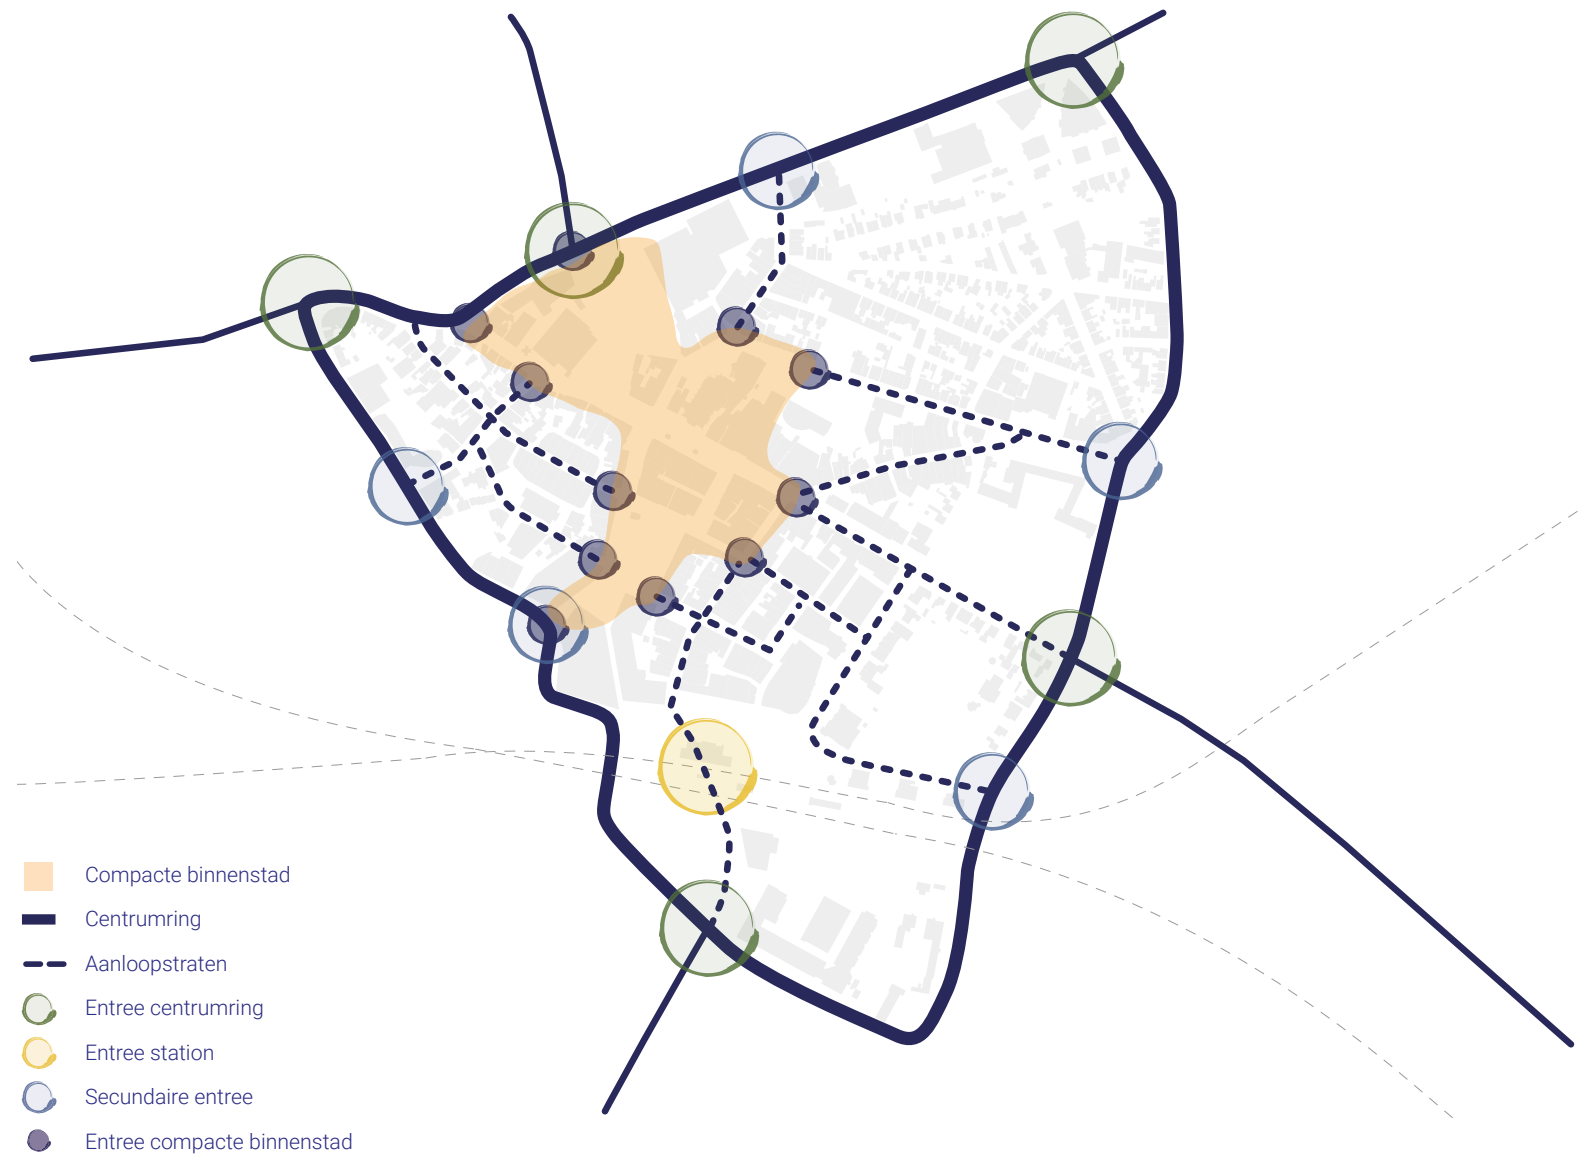 Compacte binnenstad
Centrumring
Aanloopstraten
Entree centrumring
Entree station
Secundaire entree
Entree compacte binnenstad